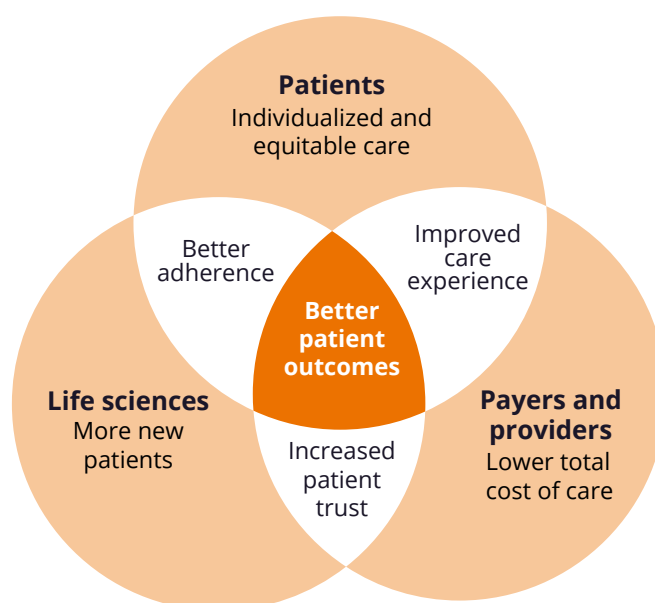 Patients
Individualized and
equitable care
Better
adherence
Improved
care
experience
Better
patient
outcomes
Life sciences
More new
patients
Payers and
providers
Lower total
cost of care
Increased
patient
trust